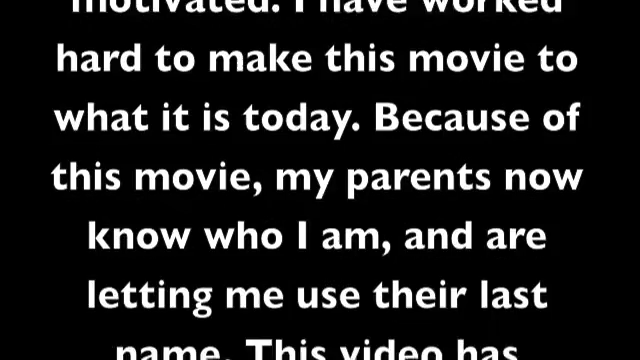 motivated. I have worked
hard to make this movie to
what it is today. Because of
this movie, my parents now
know who I am, and are
letting me use their last
name. This video has